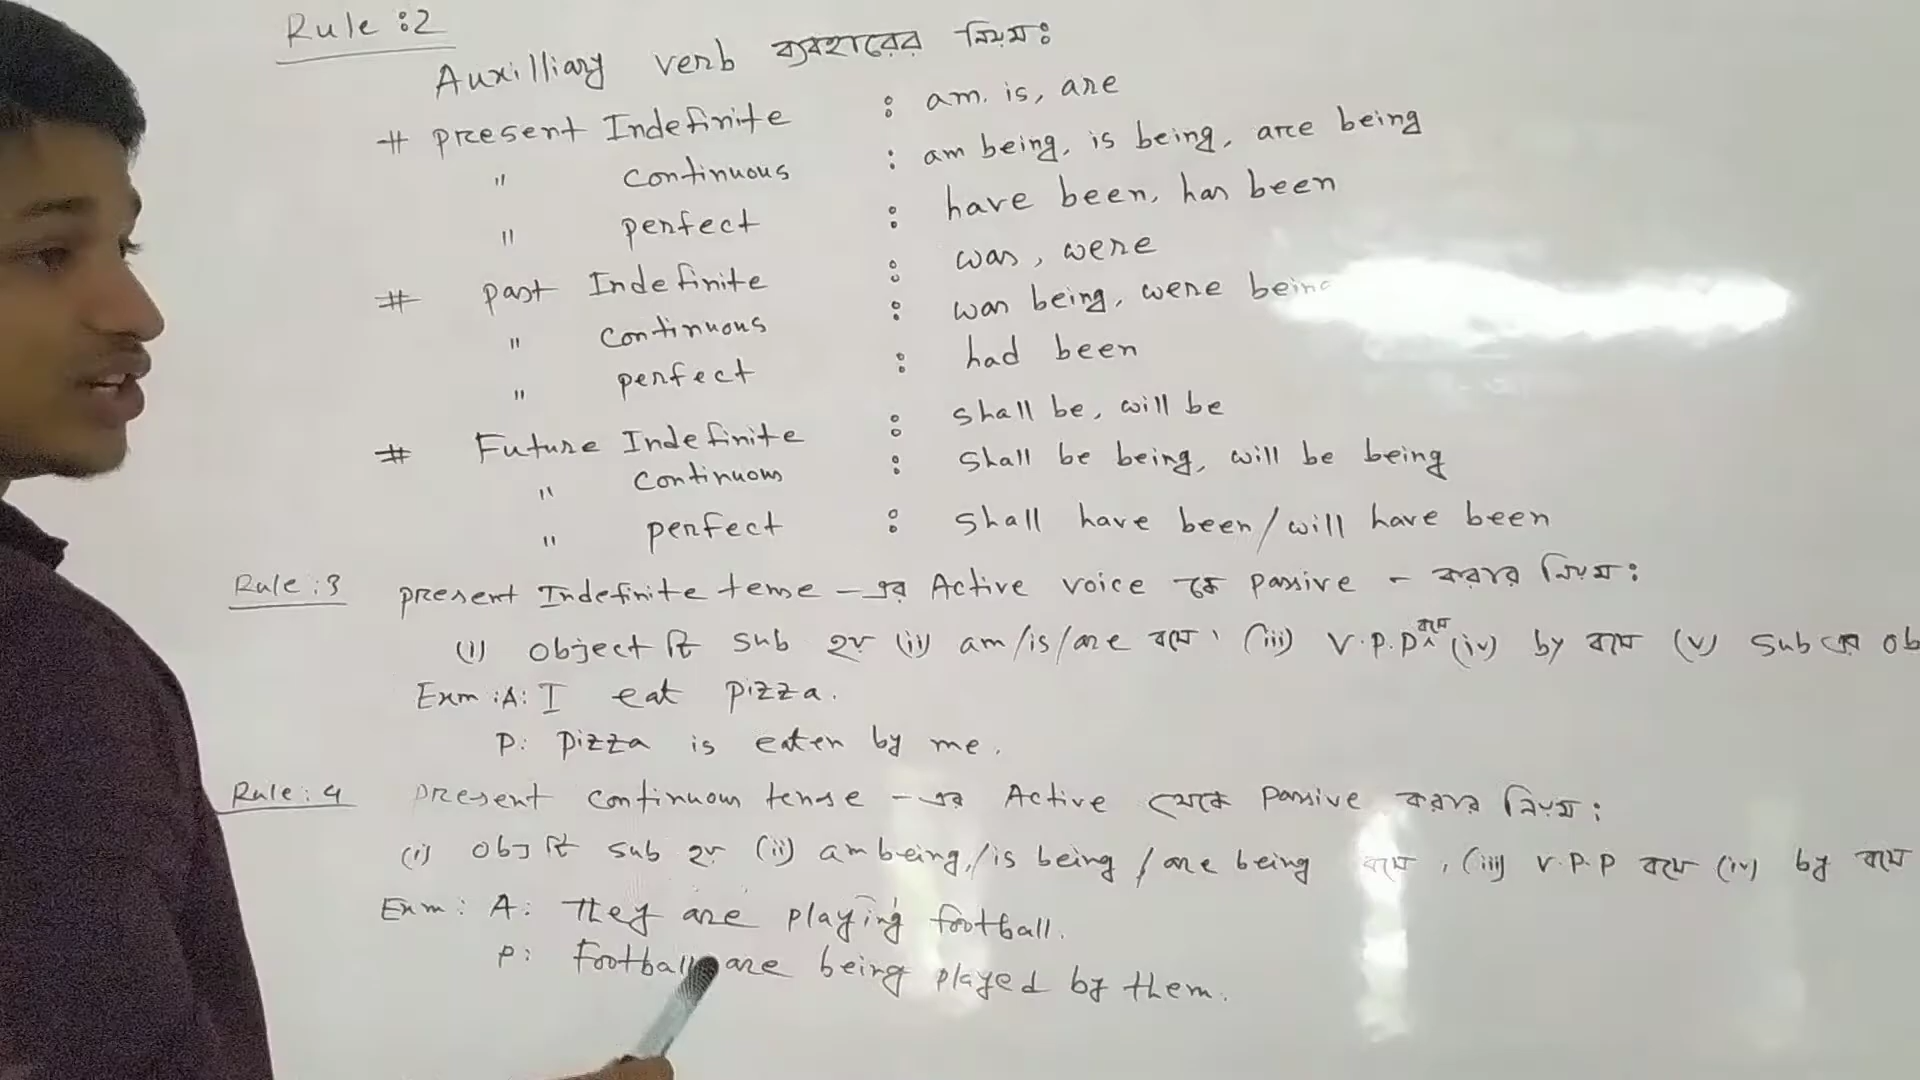 Rule :2
Auxilliary verb ব্যবহারের নিয়ম:
# present Indefinite : am. is, are
" continuous : am being, is being, are being
" perfect : have been, has been
# past Indefinite : was, were
" continuous : was being, were being
" perfect : had been
# Future Indefinite : shall be, will be
" continuous : shall be being, will be being
" perfect : shall have been/will have been
Rule :3 present Indefinite tense -এর Active voice কে passive - করার নিয়ম:
(i) object টি sub হয় (ii) am/is/are বসে, (iii) V.P.P বসে (iv) by বসে (v) sub এর ob
Exm :A: I eat pizza.
P: pizza is eaten by me.
Rule : 4 present continuous tense -এর Active থেকে passive করার নিয়ম:
(i) obj টি sub হয় (ii) am being,/is being / are being বসে, (iii) V.P.P বসে (iv) by বসে
Exm: A: They are playing football.
P: Football are being played by them.